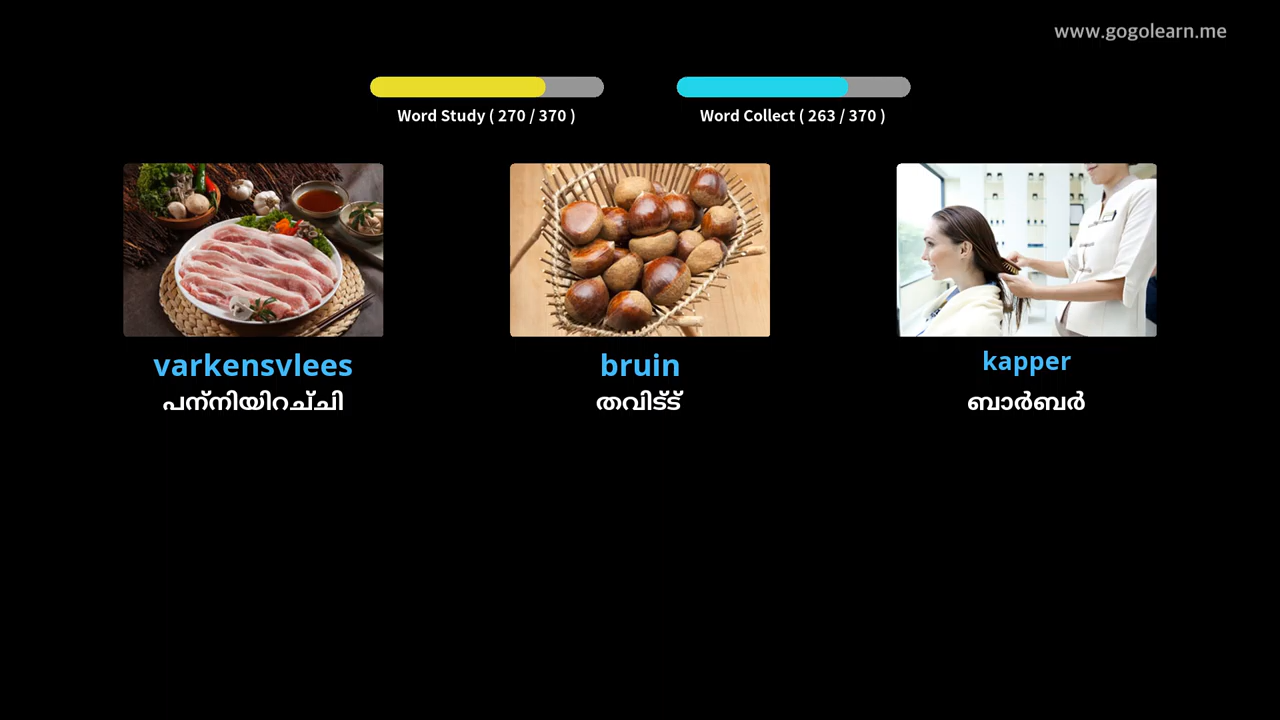 www.gogolearn.me
Word Study ( 270 / 370 )
Word Collect ( 263 / 370 )
varkensvlees
പന്നിയിറച്ചി
bruin
തവിട്ട്
kapper
ബാർബർ